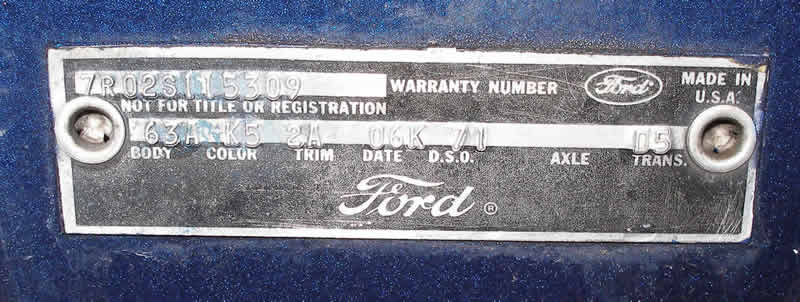 7R02S115309 WARRANTY NUMBER Ford MADE IN
U.S.A.
NOT FOR TITLE OR REGISTRATION
63A K5 2A 06K 71 5
BODY COLOR TRIM DATE D.S.O. AXLE TRANS.
Ford ®